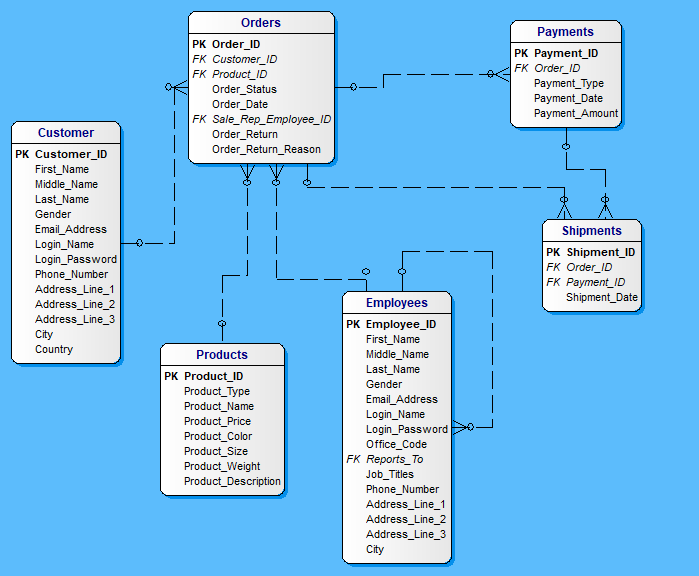 Orders
PK Order_ID
FK Customer_ID
FK Product_ID
Order_Status
Order_Date
FK Sale_Rep_Employee_ID
Order_Return
Order_Return_Reason
Payments
PK Payment_ID
FK Order_ID
Payment_Type
Payment_Date
Payment_Amount
Customer
PK Customer_ID
First_Name
Middle_Name
Last_Name
Gender
Email_Address
Login_Name
Login_Password
Phone_Number
Address_Line_1
Address_Line_2
Address_Line_3
City
Country
Shipments
PK Shipment_ID
FK Order_ID
FK Payment_ID
Shipment_Date
Products
PK Product_ID
Product_Type
Product_Name
Product_Price
Product_Color
Product_Size
Product_Weight
Product_Description
Employees
PK Employee_ID
First_Name
Middle_Name
Last_Name
Gender
Email_Address
Login_Name
Login_Password
Office_Code
FK Reports_To
Job_Titles
Phone_Number
Address_Line_1
Address_Line_2
Address_Line_3
City